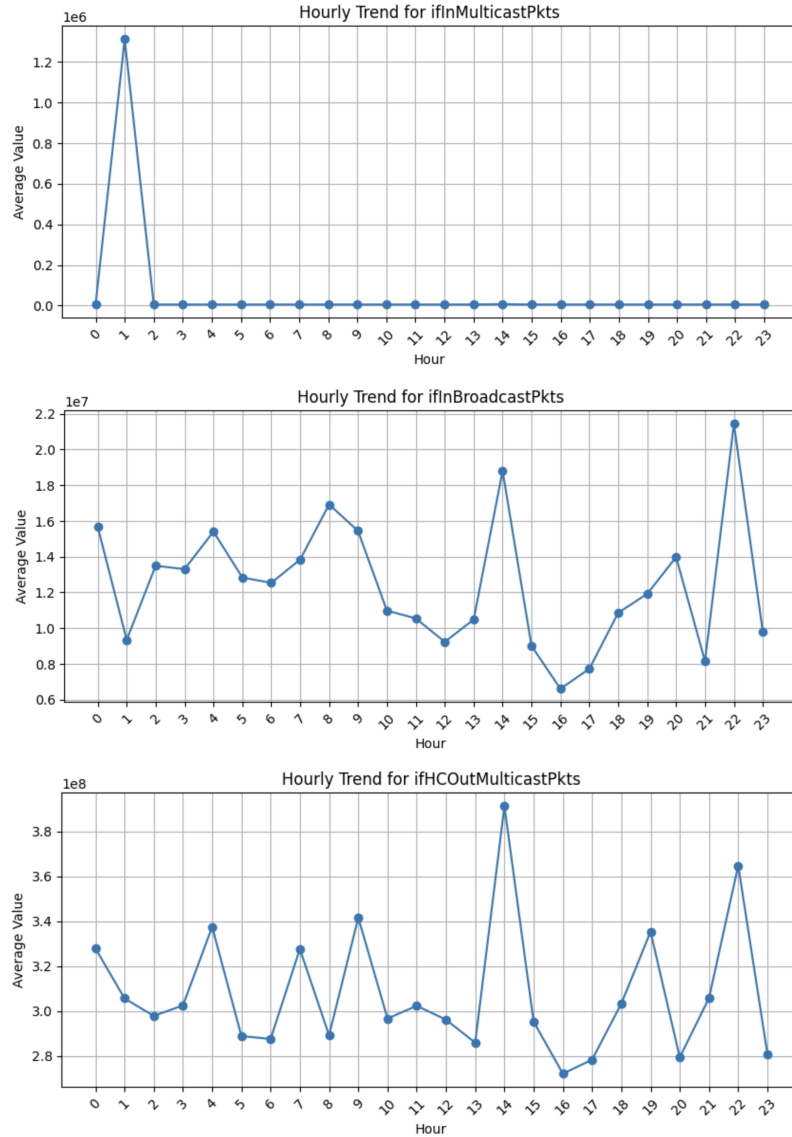 Hourly Trend for ifInMulticastPkts
1e6
1.2
1.0
0.8
0.6
0.4
0.2
0.0
Average Value
0 1 2 3 4 5 6 7 8 9 10 11 12 13 14 15 16 17 18 19 20 21 22 23
Hour
Hourly Trend for ifInBroadcastPkts
1e7
2.2
2.0
1.8
1.6
1.4
1.2
1.0
0.8
0.6
Average Value
0 1 2 3 4 5 6 7 8 9 10 11 12 13 14 15 16 17 18 19 20 21 22 23
Hour
Hourly Trend for ifHCOutMulticastPkts
1e8
3.8
3.6
3.4
3.2
3.0
2.8
Average Value
0 1 2 3 4 5 6 7 8 9 10 11 12 13 14 15 16 17 18 19 20 21 22 23
Hour